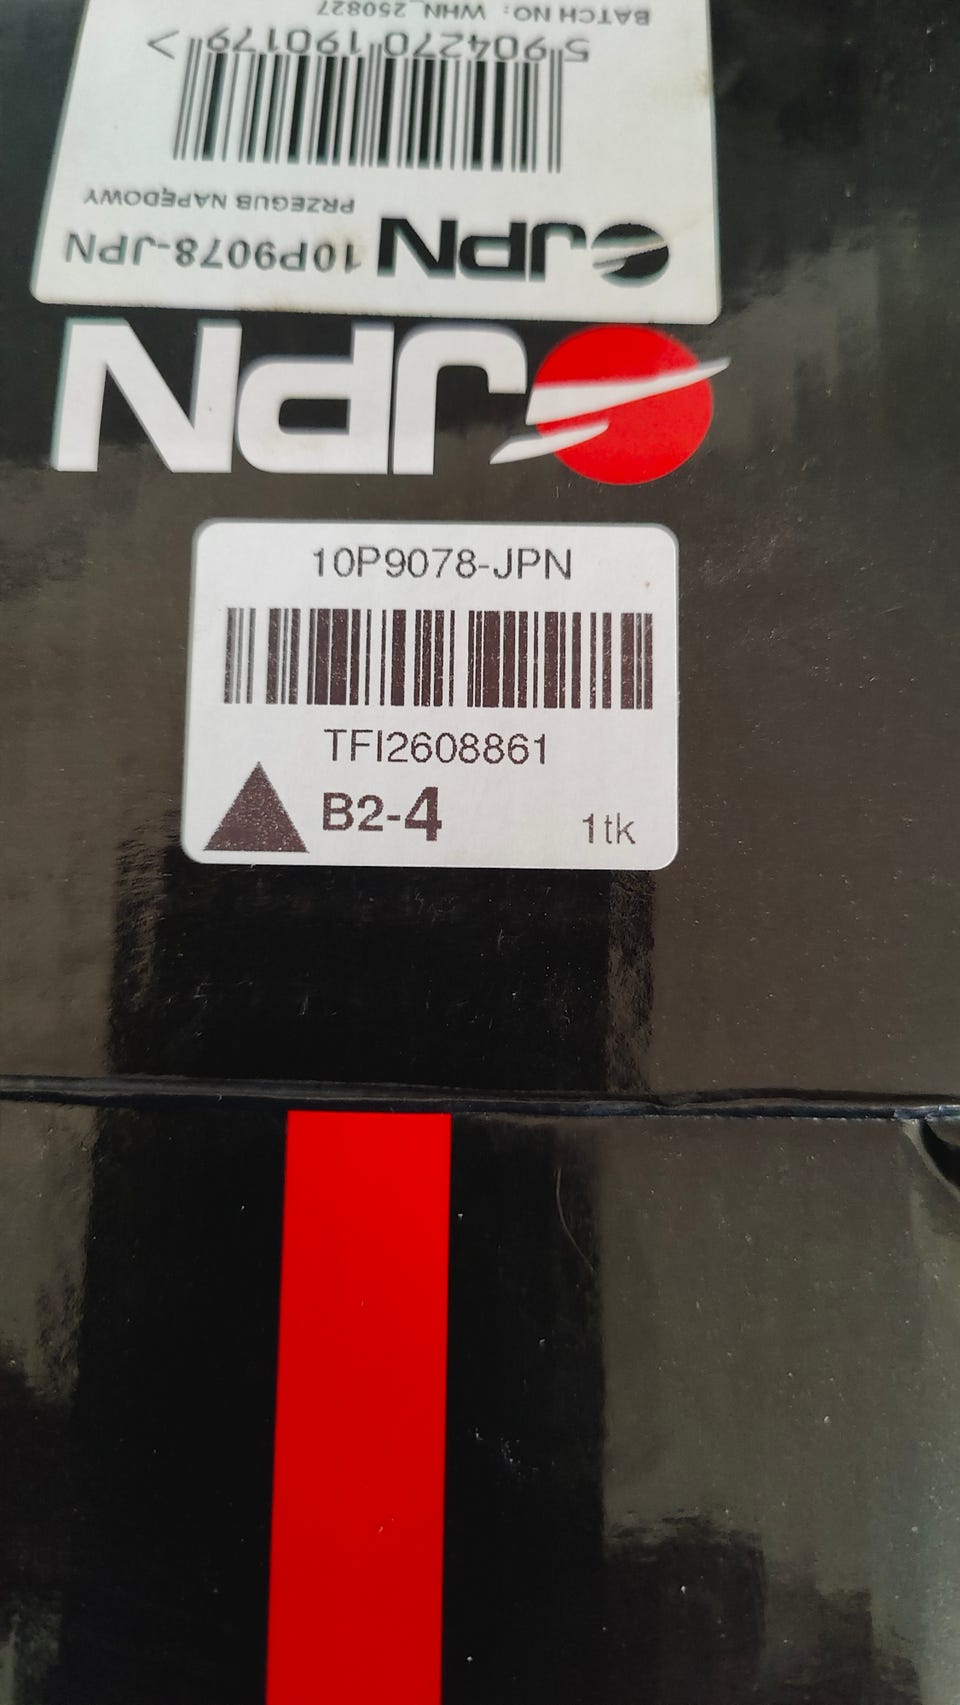 BATCH NO: WHN_250827
5 904270 190179 >
PRZEGUB NAPĘDOWY
JPN 10P9078-JPN
JPN
10P9078-JPN
TFI2608861
B2-4 1tk